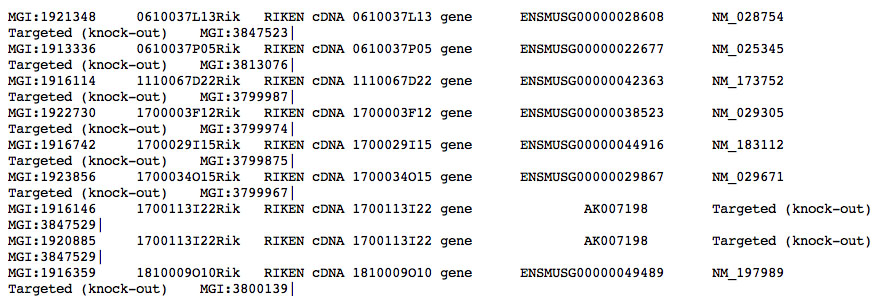 MGI:1921348 0610037L13Rik RIKEN cDNA 0610037L13 gene ENSMUSG00000028608 NM_028754
Targeted (knock-out) MGI:3847523|
MGI:1913336 0610037P05Rik RIKEN cDNA 0610037P05 gene ENSMUSG00000022677 NM_025345
Targeted (knock-out) MGI:3813076|
MGI:1916114 1110067D22Rik RIKEN cDNA 1110067D22 gene ENSMUSG00000042363 NM_173752
Targeted (knock-out) MGI:3799987|
MGI:1922730 1700003F12Rik RIKEN cDNA 1700003F12 gene ENSMUSG00000038523 NM_029305
Targeted (knock-out) MGI:3799974|
MGI:1916742 1700029I15Rik RIKEN cDNA 1700029I15 gene ENSMUSG00000044916 NM_183112
Targeted (knock-out) MGI:3799875|
MGI:1923856 1700034O15Rik RIKEN cDNA 1700034O15 gene ENSMUSG00000029867 NM_029671
Targeted (knock-out) MGI:3799967|
MGI:1916146 1700113I22Rik RIKEN cDNA 1700113I22 gene AK007198 Targeted (knock-out)
MGI:3847529|
MGI:1920885 1700113I22Rik RIKEN cDNA 1700113I22 gene AK007198 Targeted (knock-out)
MGI:3847529|
MGI:1916359 1810009O10Rik RIKEN cDNA 1810009O10 gene ENSMUSG00000049489 NM_197989
Targeted (knock-out) MGI:3800139|